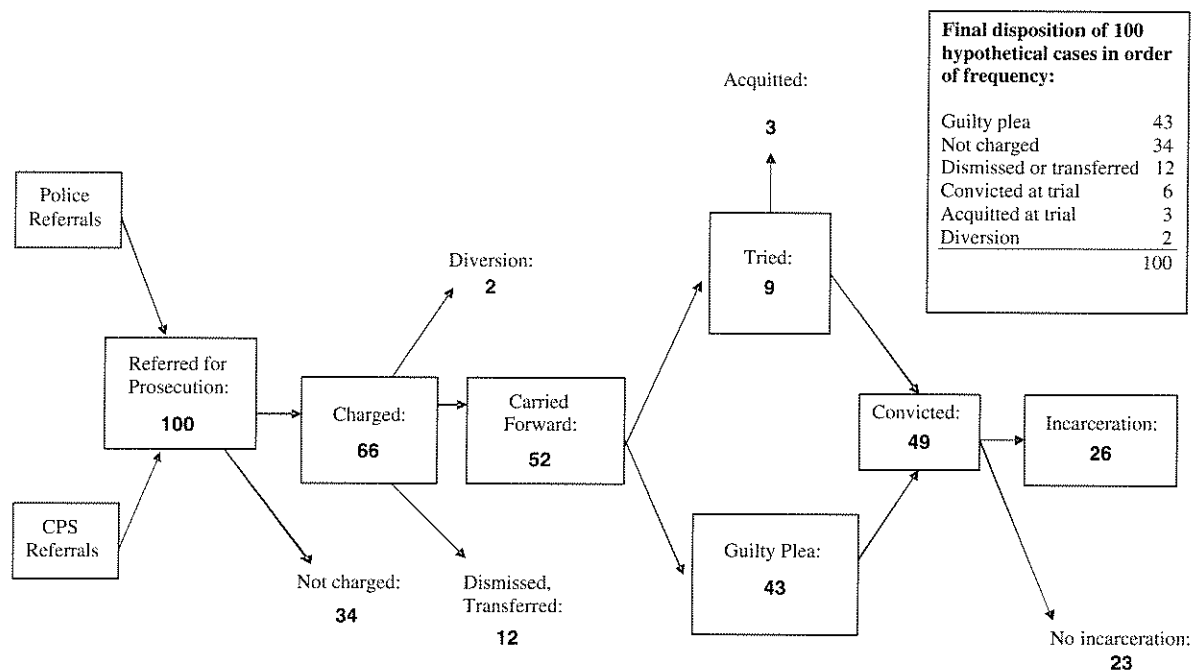 Final disposition of 100
hypothetical cases in order
of frequency:
Guilty plea 43
Not charged 34
Dismissed or transferred 12
Convicted at trial 6
Acquitted at trial 3
Diversion 2
100
Police
Referrals
CPS
Referrals
Referred for
Prosecution:
100
Not charged:
34
Charged:
66
Diversion:
2
Dismissed,
Transferred:
12
Carried
Forward:
52
Tried:
9
Acquitted:
3
Guilty Plea:
43
Convicted:
49
Incarceration:
26
No incarceration:
23